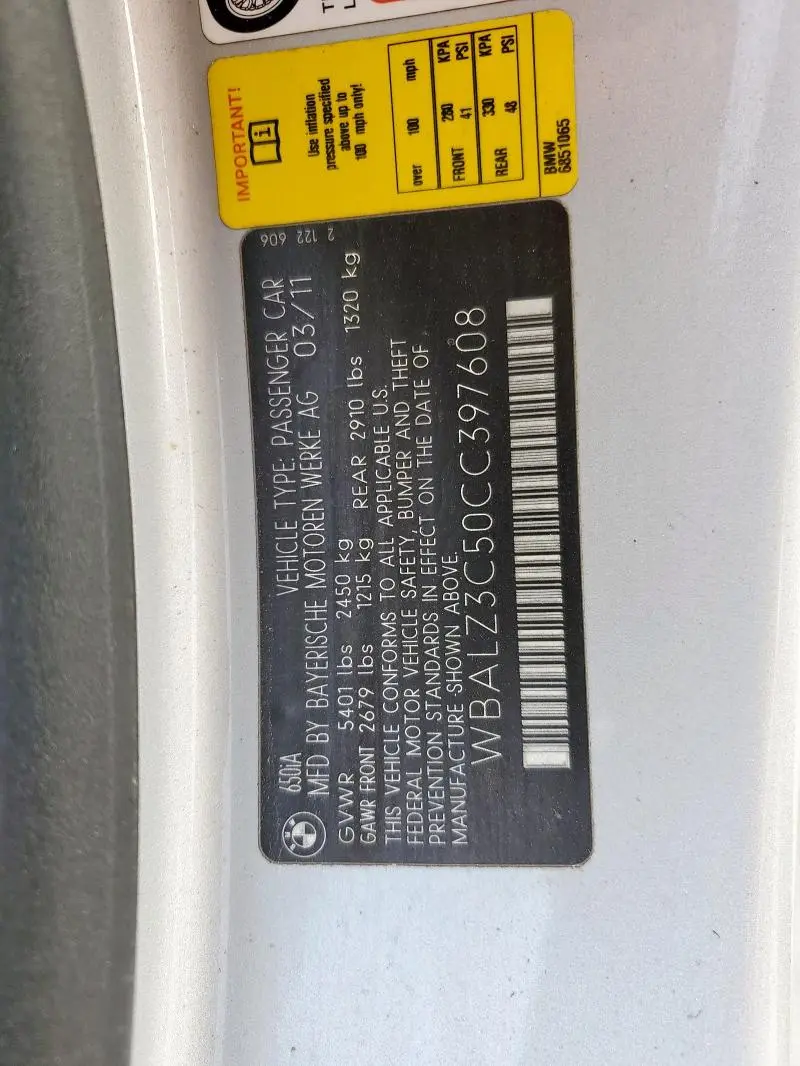 T
L
IMPORTANT!
Use inflation
pressure specified
above up to
100 mph only!
over 100 mph
FRONT 280 KPA
41 PSI
REAR 330 KPA
48 PSI
BMW
6851065
650iA VEHICLE TYPE: PASSENGER CAR
MFD BY BAYERISCHE MOTOREN WERKE AG 03/11
GVWR 5401 lbs 2450 kg
GAWR FRONT 2679 lbs 1215 kg REAR 2910 lbs 1320 kg
THIS VEHICLE CONFORMS TO ALL APPLICABLE U.S.
FEDERAL MOTOR VEHICLE SAFETY, BUMPER AND THEFT
PREVENTION STANDARDS IN EFFECT ON THE DATE OF
MANUFACTURE SHOWN ABOVE.
WBALZ3C50CC397608
2 122 606